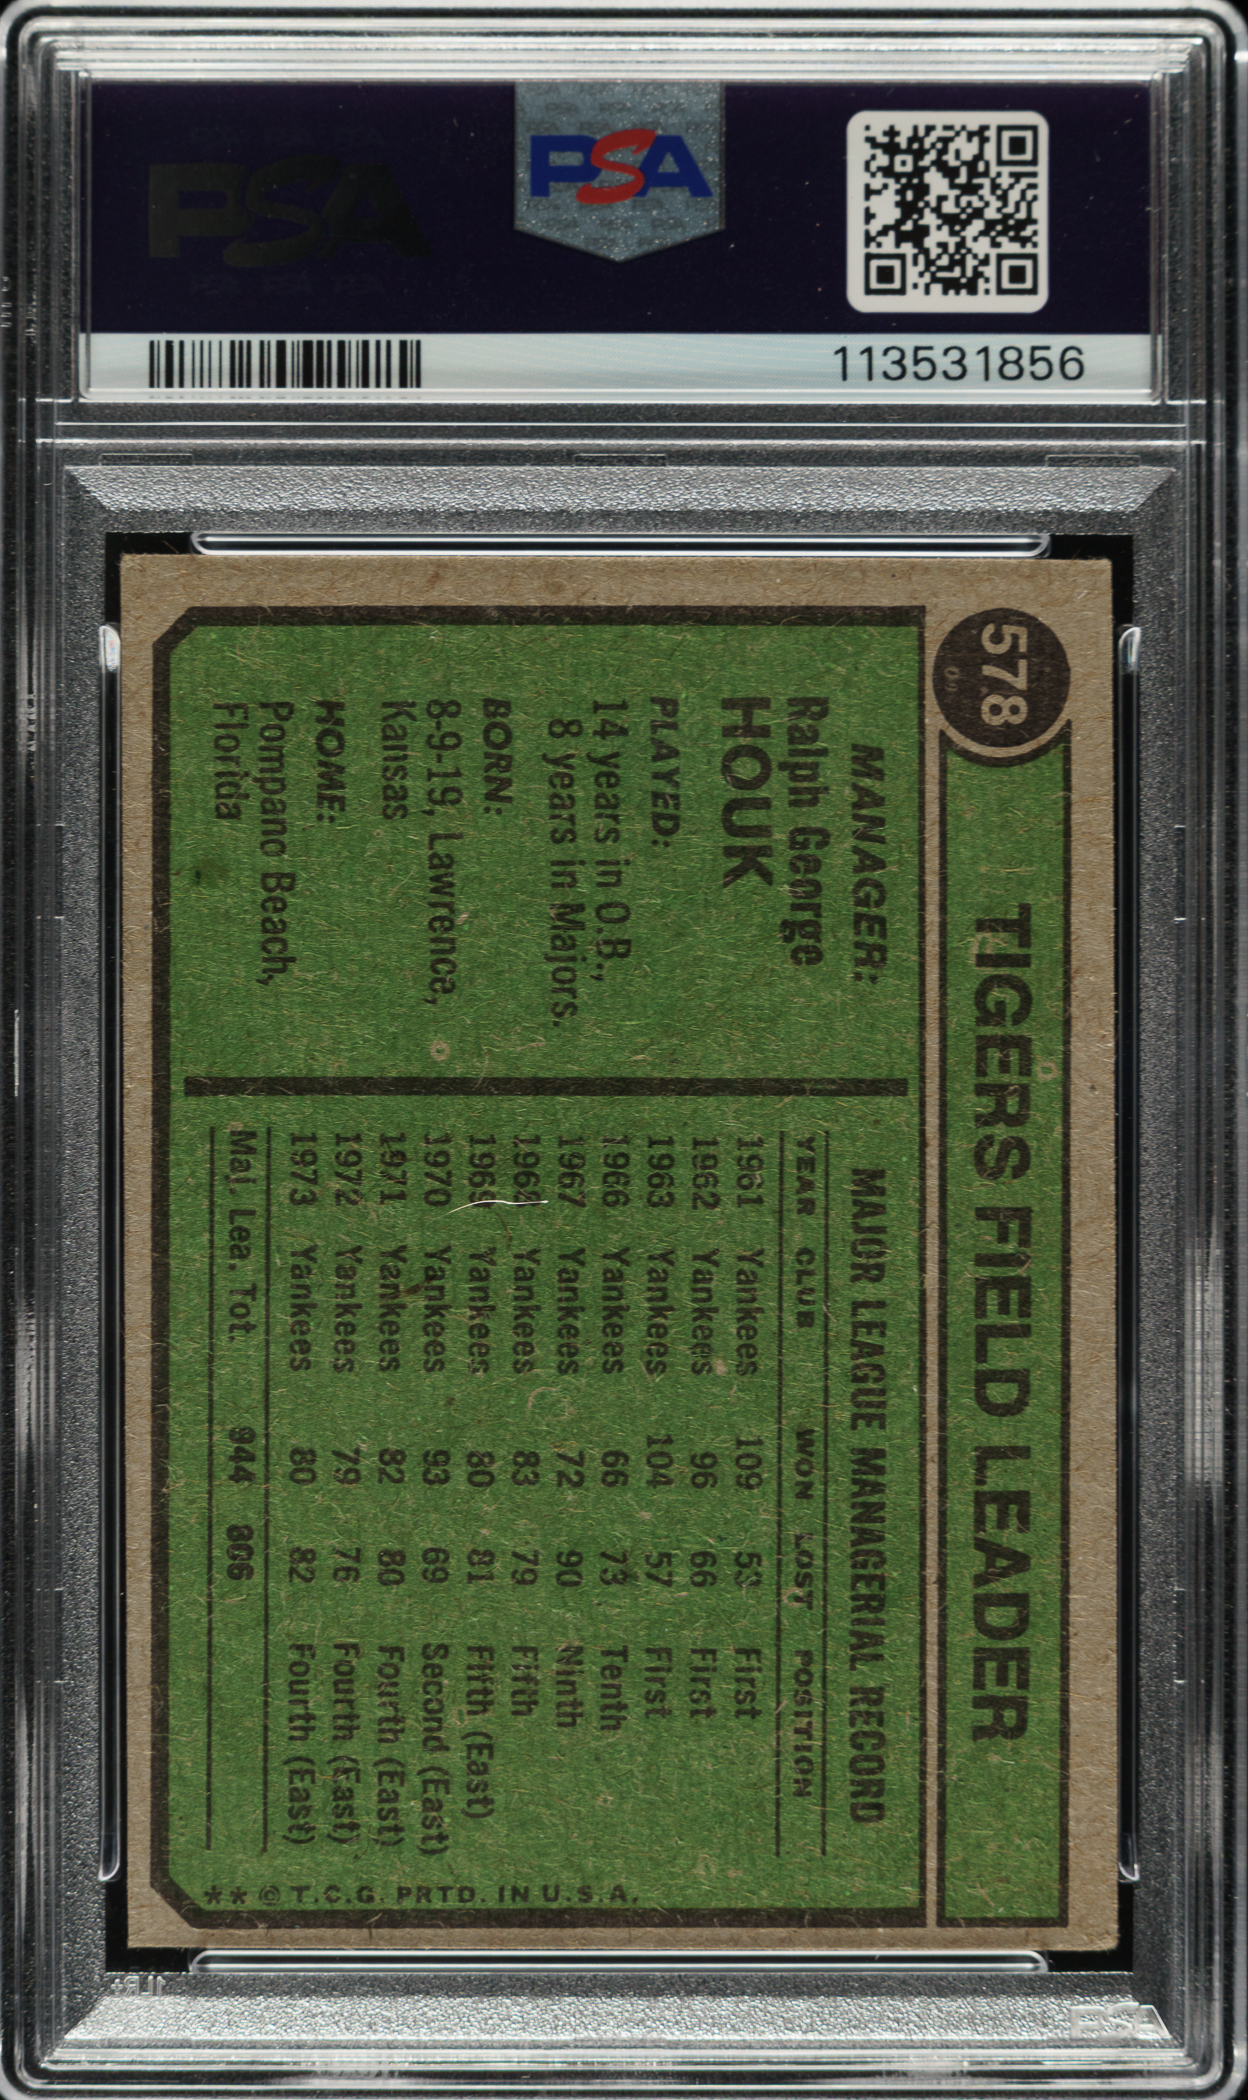 PSA
PSA
113531856
578
TIGERS FIELD LEADER
MANAGER:
Ralph George
HOUK
PLAYED:
14 years in O.B.,
8 years in Majors.
BORN:
8-9-19, Lawrence,
Kansas
HOME:
Pompano Beach,
Florida
MAJOR LEAGUE MANAGERIAL RECORD
YEAR CLUB WON LOST POSITION
1961 Yankees 109 53 First
1962 Yankees 96 66 First
1963 Yankees 104 57 First
1966 Yankees 66 73 Tenth
1967 Yankees 72 90 Ninth
1968 Yankees 83 79 Fifth
1969 Yankees 80 81 Fifth (East)
1970 Yankees 93 69 Second (East)
1971 Yankees 82 80 Fourth (East)
1972 Yankees 79 76 Fourth (East)
1973 Yankees 80 82 Fourth (East)
Maj. Lea. Tot. 944 806
** © T.C.G. PRTD. IN U.S.A.
PSA